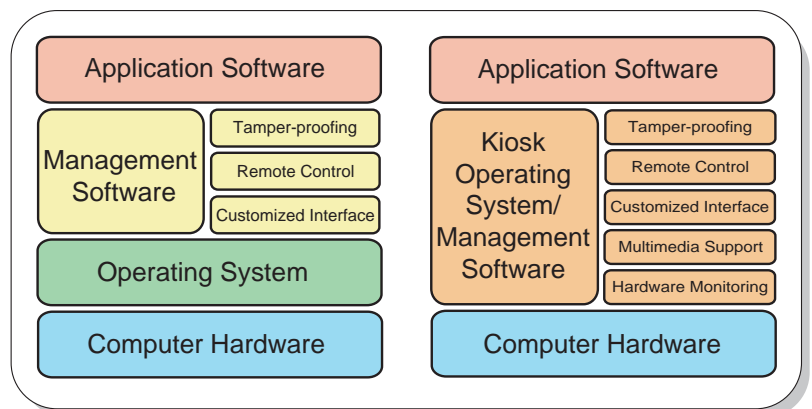 Application Software
Management
Software
Tamper-proofing
Remote Control
Customized Interface
Operating System
Computer Hardware
Application Software
Kiosk
Operating
System/
Management
Software
Tamper-proofing
Remote Control
Customized Interface
Multimedia Support
Hardware Monitoring
Computer Hardware